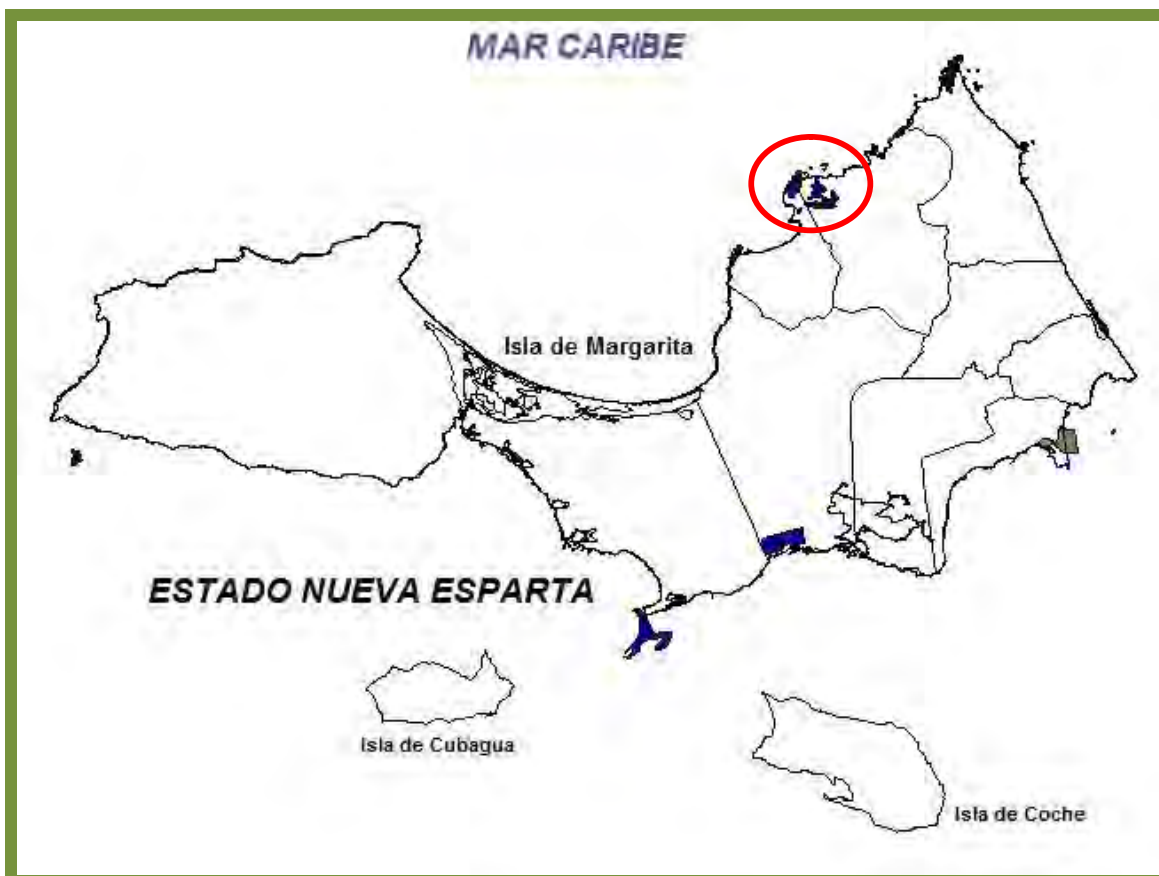 MAR CARIBE
Isla de Margarita
ESTADO NUEVA ESPARTA
Isla de Cubagua
Isla de Coche